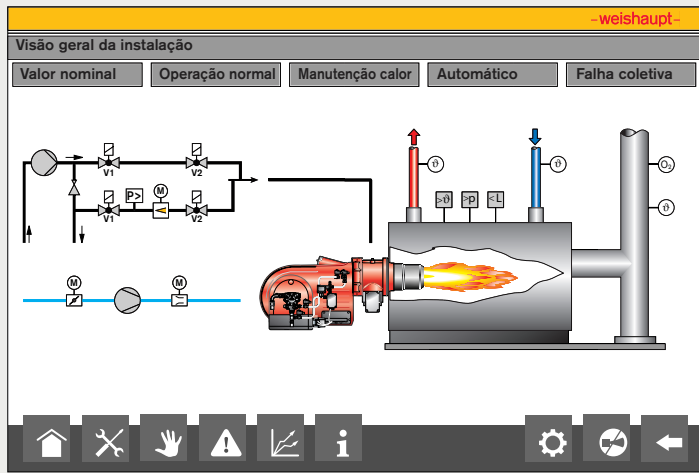 -weishaupt-
Visão geral da instalação
Valor nominal
Operação normal
Manutenção calor
Automático
Falha coletiva
V1
V2
P>
M
V1
V2
M
M
ϑ
ϑ
O₂
>ϑ
>p
<L
ϑ